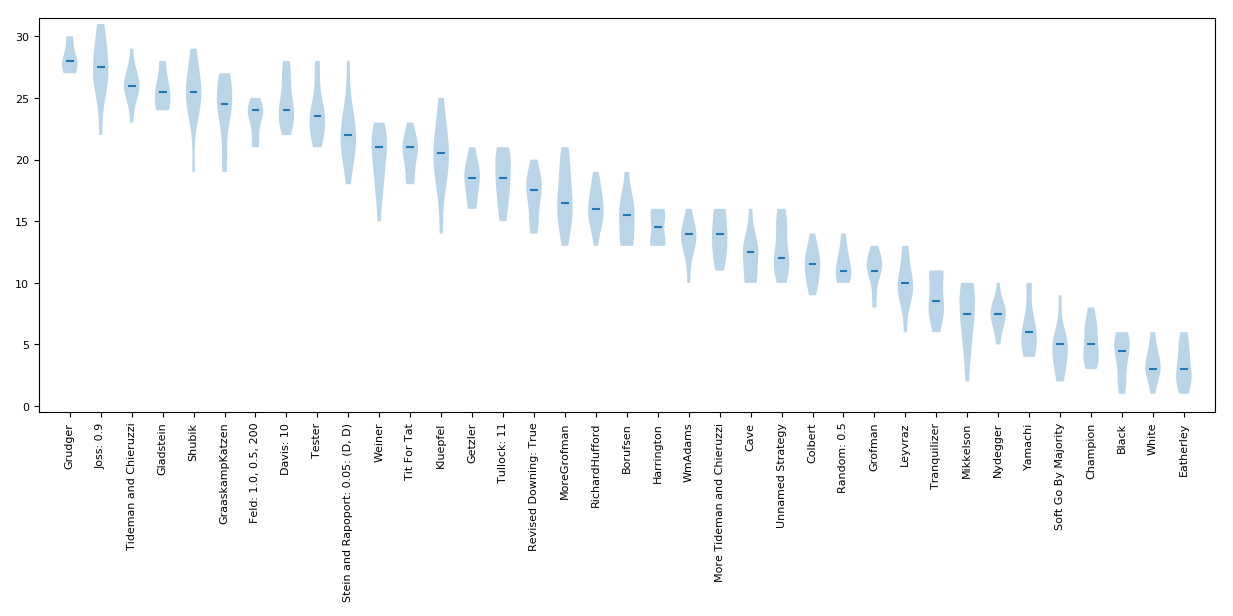 30
25
20
15
10
5
0
Grudger
Joss: 0.9
Tideman and Chieruzzi
Gladstein
Shubik
GraaskampKatzen
Feld: 1.0, 0.5, 200
Davis: 10
Tester
Stein and Rapoport: 0.05: (D, D)
Weiner
Tit For Tat
Kluepfel
Getzler
Tullock: 11
Revised Downing: True
MoreGrofman
RichardHufford
Borufsen
Harrington
WmAdams
More Tideman and Chieruzzi
Cave
Unnamed Strategy
Colbert
Random: 0.5
Grofman
Leyvraz
Tranquilizer
Mikkelson
Nydegger
Yamachi
Soft Go By Majority
Champion
Black
White
Eatherley